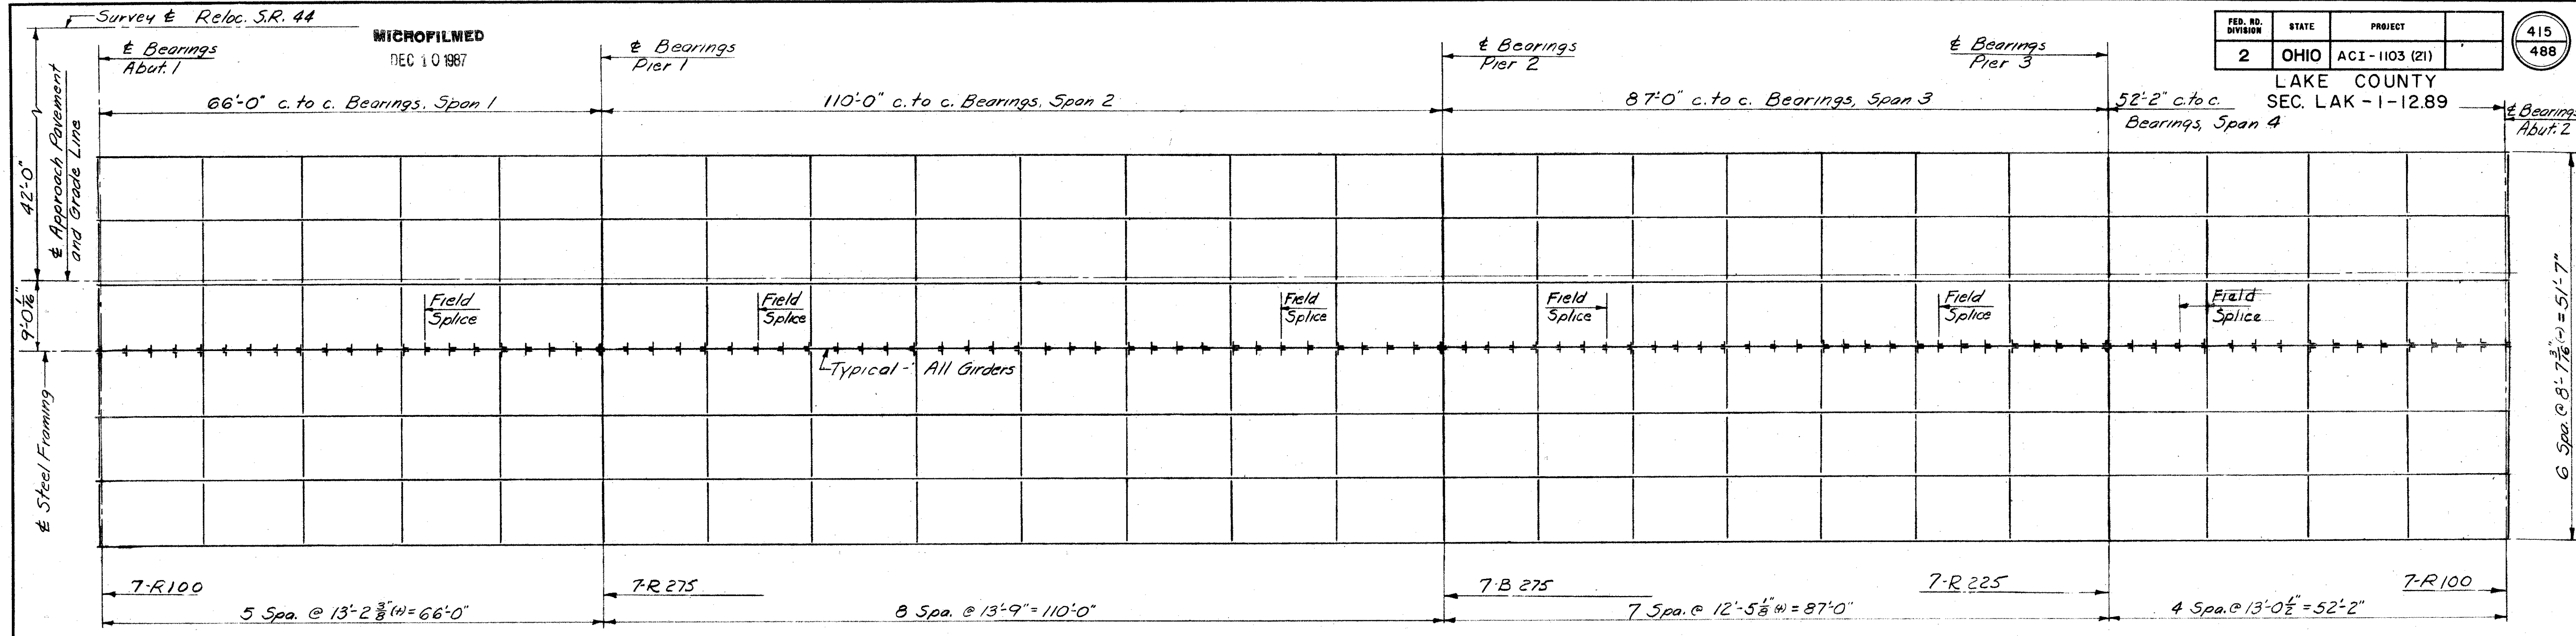 Survey ℄ Reloc. S.R. 44
MICROFILMED
DEC 10 1987
FED. RD. DIVISION
STATE
PROJECT
2
OHIO
ACI-1103 (21)
415
488
LAKE COUNTY
SEC. LAK-1-12.89
℄ Bearings
Abut. 1
℄ Bearings
Pier 1
℄ Bearings
Pier 2
℄ Bearings
Pier 3
℄ Bearings
Abut. 2
66'-0" c. to c. Bearings, Span 1
110'-0" c. to c. Bearings, Span 2
87'-0" c. to c. Bearings, Span 3
52'-2" c. to c.
Bearings, Span 4
42'-0"
℄ Approach Pavement
and Grade Line
9'-0 1/16"
℄ Steel Framing
Field
Splice
Field
Splice
Field
Splice
Field
Splice
Field
Splice
Field
Splice
Typical - All Girders
6 Spa. @ 8'-7 3/16"(-) = 51'-7"
7-R100
7-R 275
7-B 275
7-R 225
7-R100
5 Spa. @ 13'-2 3/8"(+) = 66'-0"
8 Spa. @ 13'-9" = 110'-0"
7 Spa. @ 12'-5 1/8"(+) = 87'-0"
4 Spa. @ 13'-0 1/2" = 52'-2"